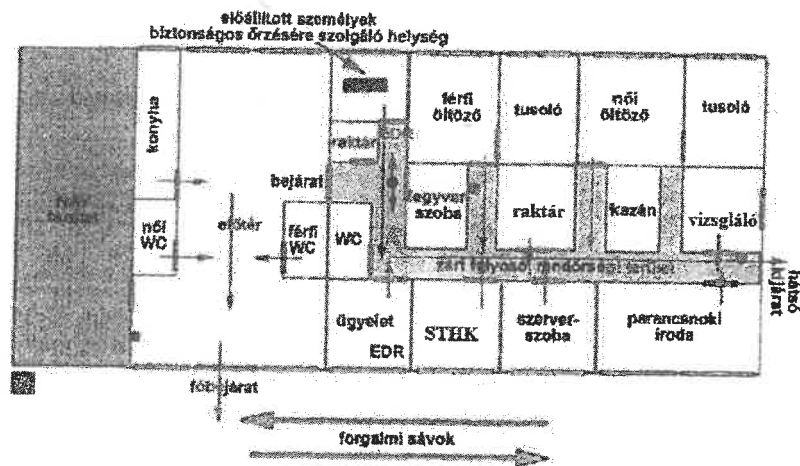 előállított személyek
biztonságos őrzésére szolgáló helység
konyha
női
WC
előtér
bejárat
férfi
WC
WC
raktár
EDR
férfi
öltöző
tusoló
női
öltöző
tusoló
fegyver
szoba
raktár
kazán
vizsgláló
zárt folyosó rendőrségi terület
hátsó
kijárat
ügyelet
EDR
STHK
szerver-
szoba
parancsnoki
iroda
főbejárat
forgalmi sávok